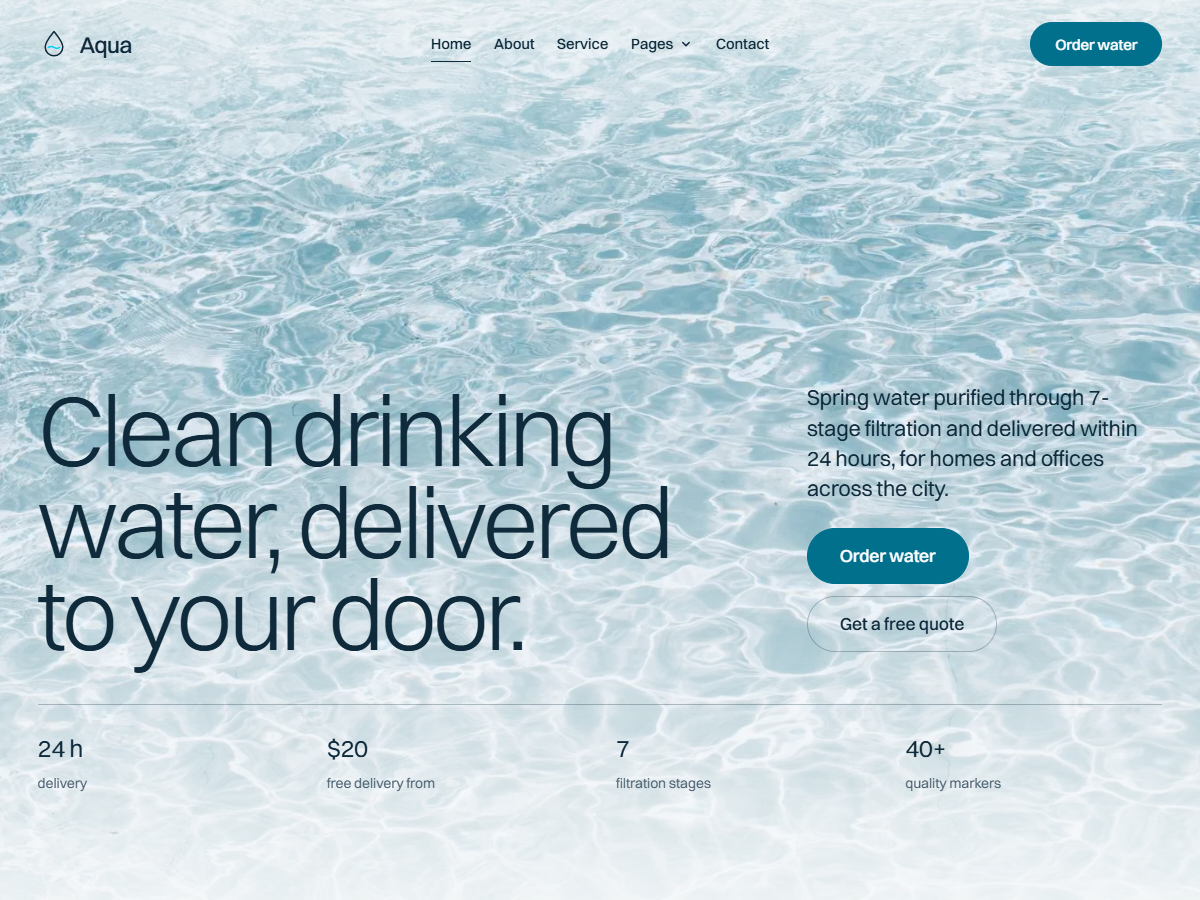 Aqua
Home
About
Service
Pages
Contact
Order water
Clean drinking
water, delivered
to your door.
Spring water purified through 7-
stage filtration and delivered within
24 hours, for homes and offices
across the city.
Order water
Get a free quote
24 h
delivery
$20
free delivery from
7
filtration stages
40+
quality markers